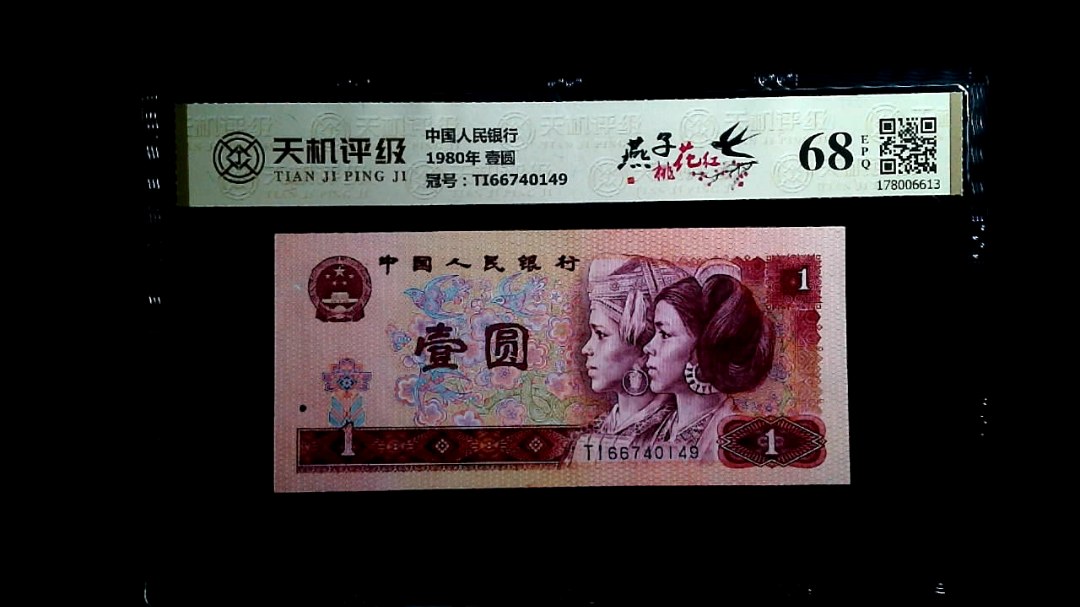 天机评级
TIAN JI PING JI
中国人民银行
1980年 壹圆
冠号：TI66740149
燕子
桃花红
68
EPQ
178006613
中国人民银行
1
壹圆
1
TI66740149
1